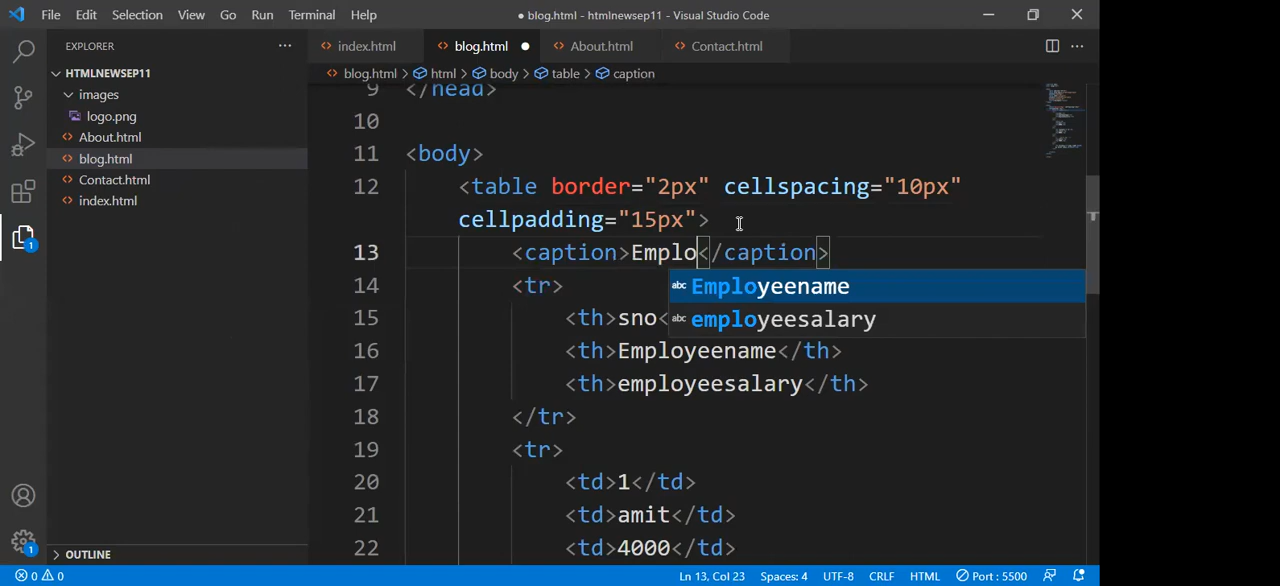 File Edit Selection View Go Run Terminal Help
● blog.html - htmlnewsep11 - Visual Studio Code
EXPLORER
HTMLNEWSEP11
images
logo.png
About.html
blog.html
Contact.html
index.html
OUTLINE
index.html blog.html About.html Contact.html
blog.html > html > body > table > caption
9 </head>
10
11 <body>
12 <table border="2px" cellspacing="10px"
cellpadding="15px">
13 <caption>Emplo</caption>
Employeename
employeesalary
14 <tr>
15 <th>sno<
16 <th>Employeename</th>
17 <th>employeesalary</th>
18 </tr>
19 <tr>
20 <td>1</td>
21 <td>amit</td>
22 <td>4000</td>
1
1
0 0 Ln 13, Col 23 Spaces: 4 UTF-8 CRLF HTML Port : 5500